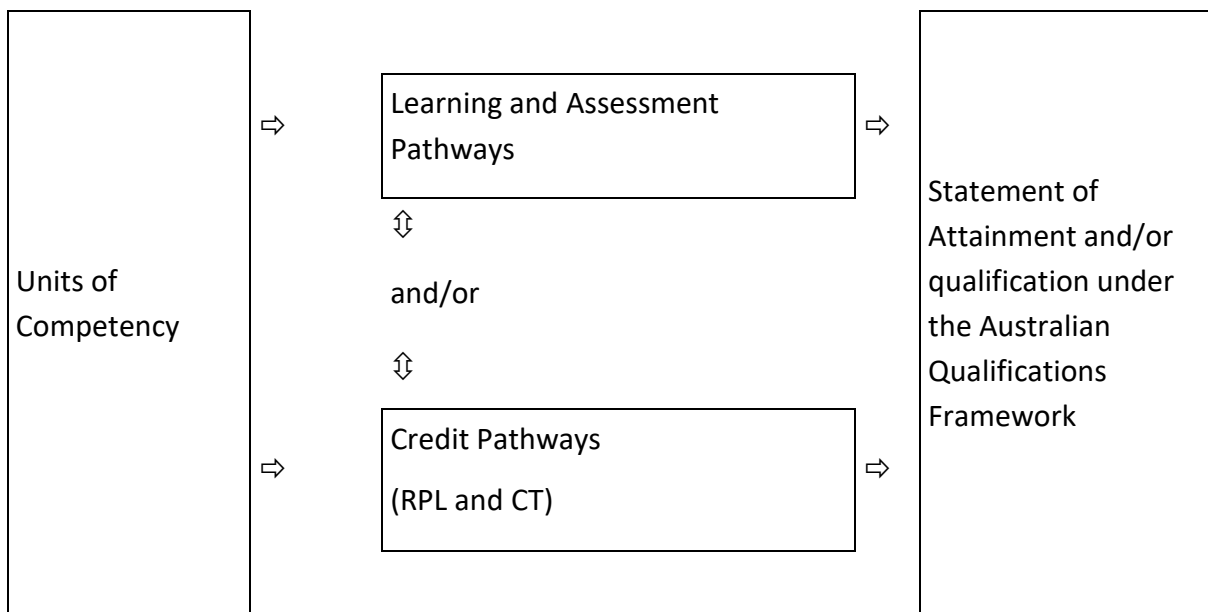 Units of
Competency
⇨
Learning and Assessment
Pathways
⇕
and/or
⇕
⇨
Credit Pathways
(RPL and CT)
⇨
⇨
Statement of
Attainment and/or
qualification under
the Australian
Qualifications
Framework